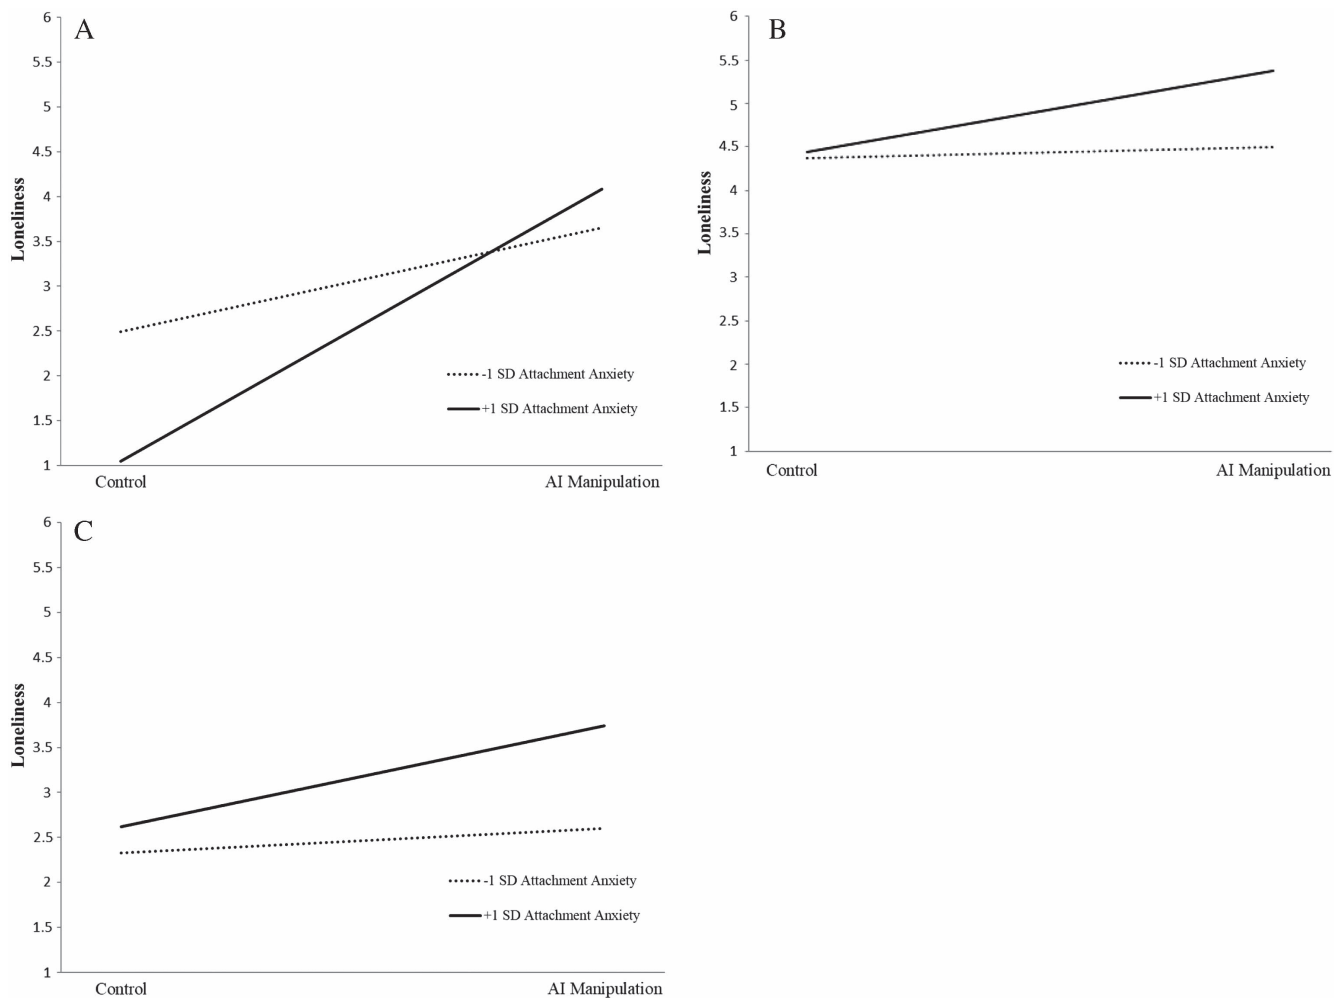 A
6
5.5
5
4.5
4
3.5
3
2.5
2
1.5
1
Loneliness
-1 SD Attachment Anxiety
+1 SD Attachment Anxiety
Control
AI Manipulation
B
6
5.5
5
4.5
4
3.5
3
2.5
2
1.5
1
Loneliness
-1 SD Attachment Anxiety
+1 SD Attachment Anxiety
Control
AI Manipulation
C
6
5.5
5
4.5
4
3.5
3
2.5
2
1.5
1
Loneliness
-1 SD Attachment Anxiety
+1 SD Attachment Anxiety
Control
AI Manipulation